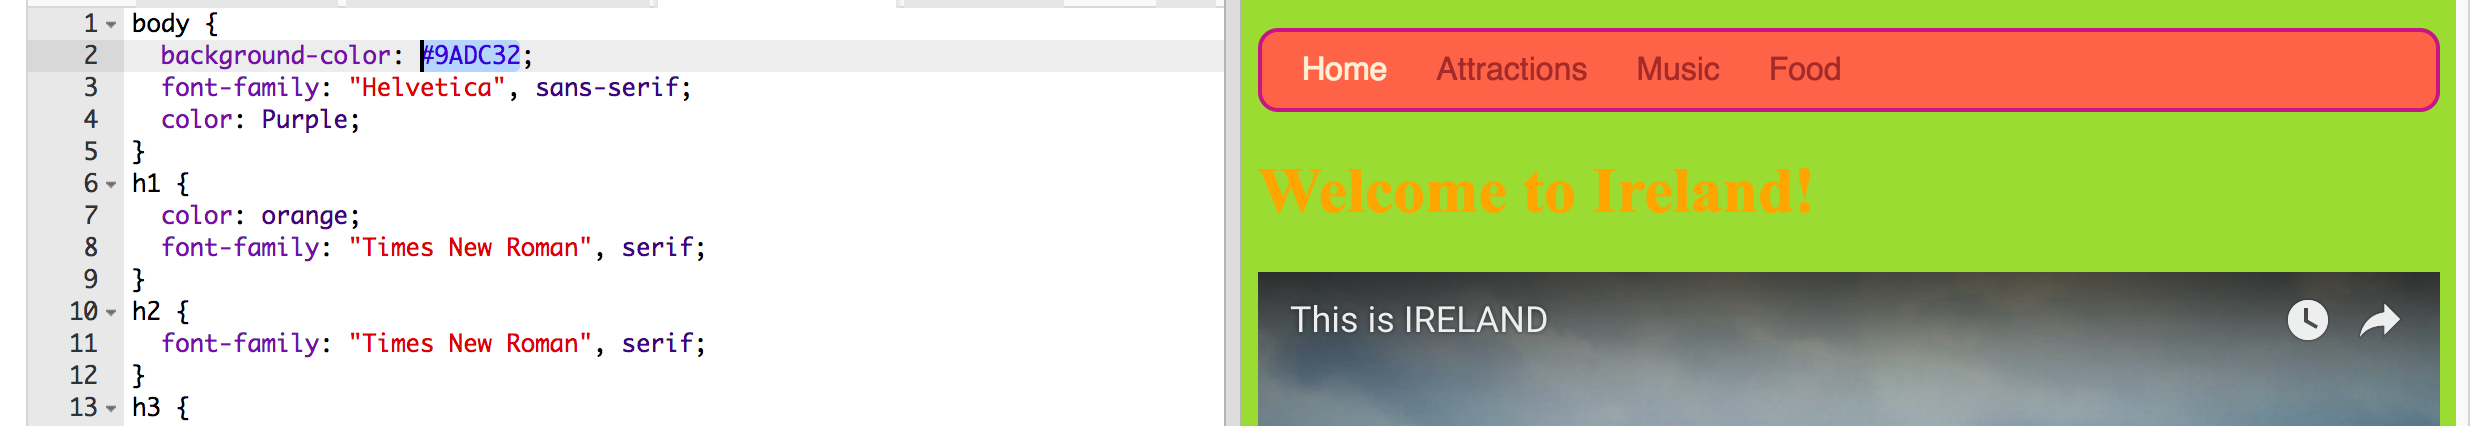 1 body {
2 background-color: #9ADC32;
3 font-family: "Helvetica", sans-serif;
4 color: Purple;
5 }
6 h1 {
7 color: orange;
8 font-family: "Times New Roman", serif;
9 }
10 h2 {
11 font-family: "Times New Roman", serif;
12 }
13 h3 {
Home Attractions Music Food
Welcome to Ireland!
This is IRELAND